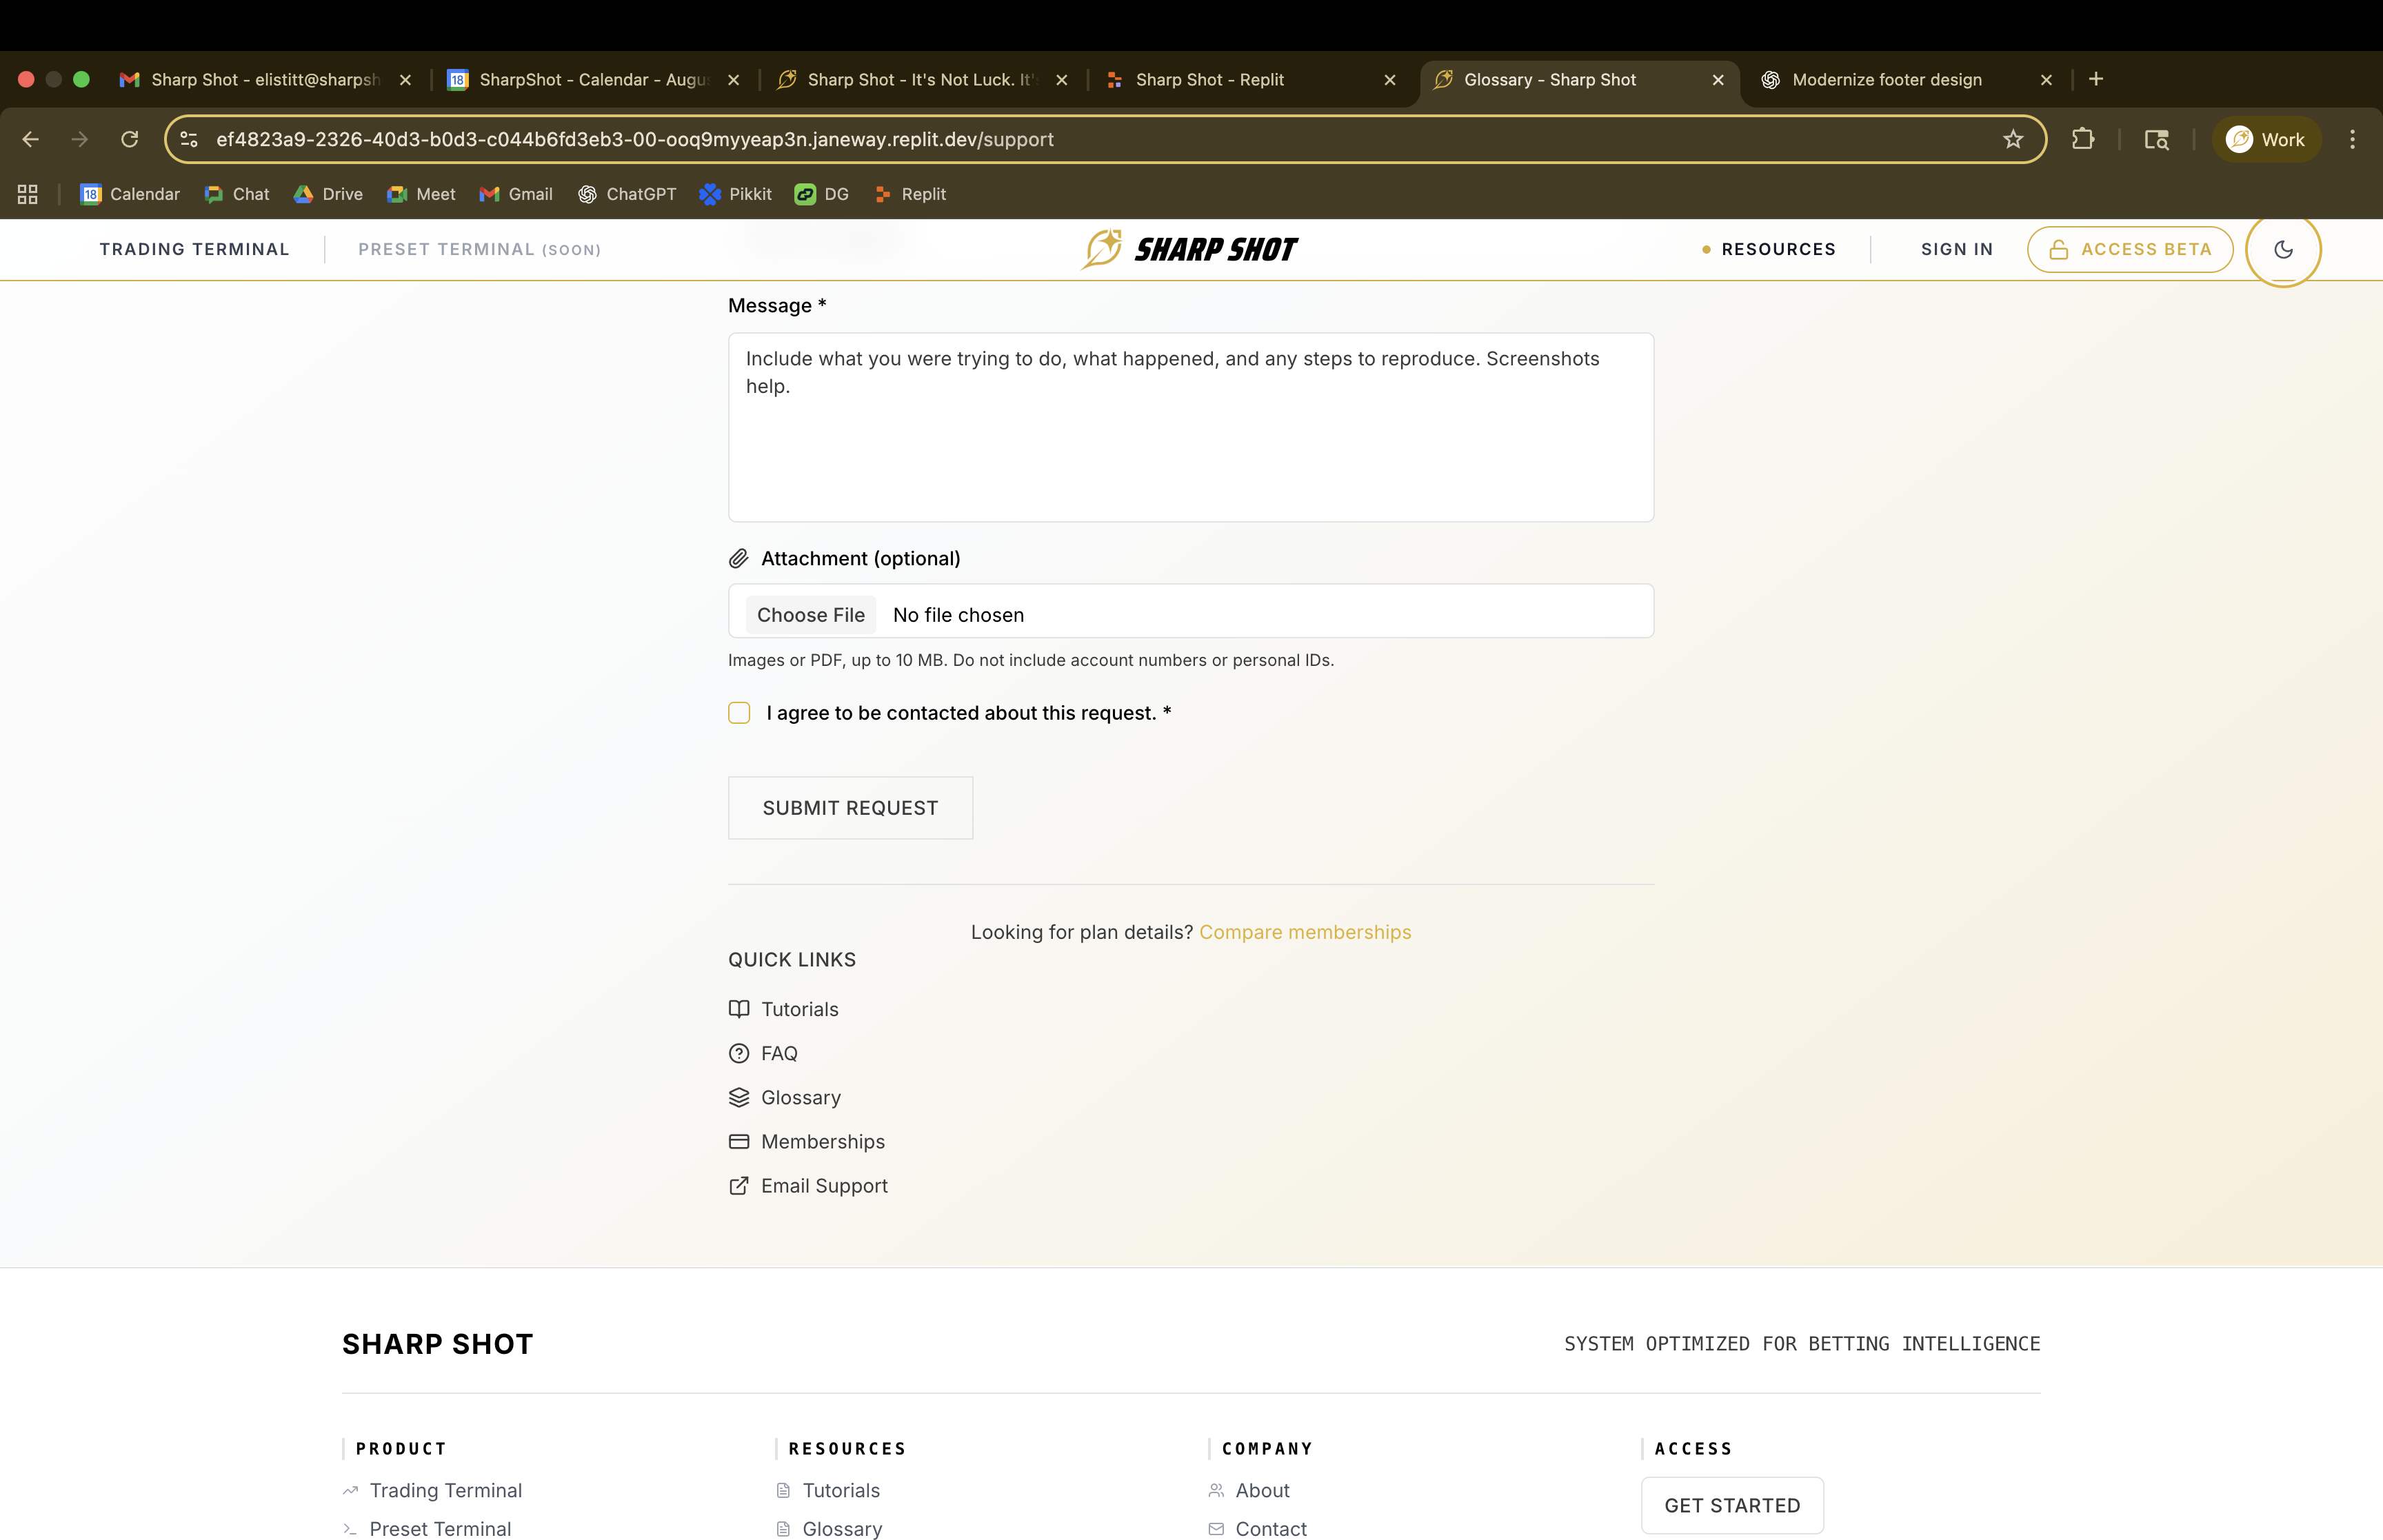 Sharp Shot - elistitt@sharpsh
18
SharpShot - Calendar - Augus
Sharp Shot - It's Not Luck. It's
Sharp Shot - Replit
Glossary - Sharp Shot
Modernize footer design
ef4823a9-2326-40d3-b0d3-c044b6fd3eb3-00-ooq9myyeap3n.janeway.replit.dev/support
Work
18
Calendar
Chat
Drive
Meet
Gmail
ChatGPT
Pikkit
DG
Replit
TRADING TERMINAL
PRESET TERMINAL (SOON)
SHARP SHOT
RESOURCES
SIGN IN
ACCESS BETA
Message *
Include what you were trying to do, what happened, and any steps to reproduce. Screenshots
help.
Attachment (optional)
Choose File No file chosen
Images or PDF, up to 10 MB. Do not include account numbers or personal IDs.
I agree to be contacted about this request. *
SUBMIT REQUEST
Looking for plan details? Compare memberships
QUICK LINKS
Tutorials
FAQ
Glossary
Memberships
Email Support
SHARP SHOT
SYSTEM OPTIMIZED FOR BETTING INTELLIGENCE
PRODUCT
Trading Terminal
Preset Terminal
RESOURCES
Tutorials
Glossary
COMPANY
About
Contact
ACCESS
GET STARTED